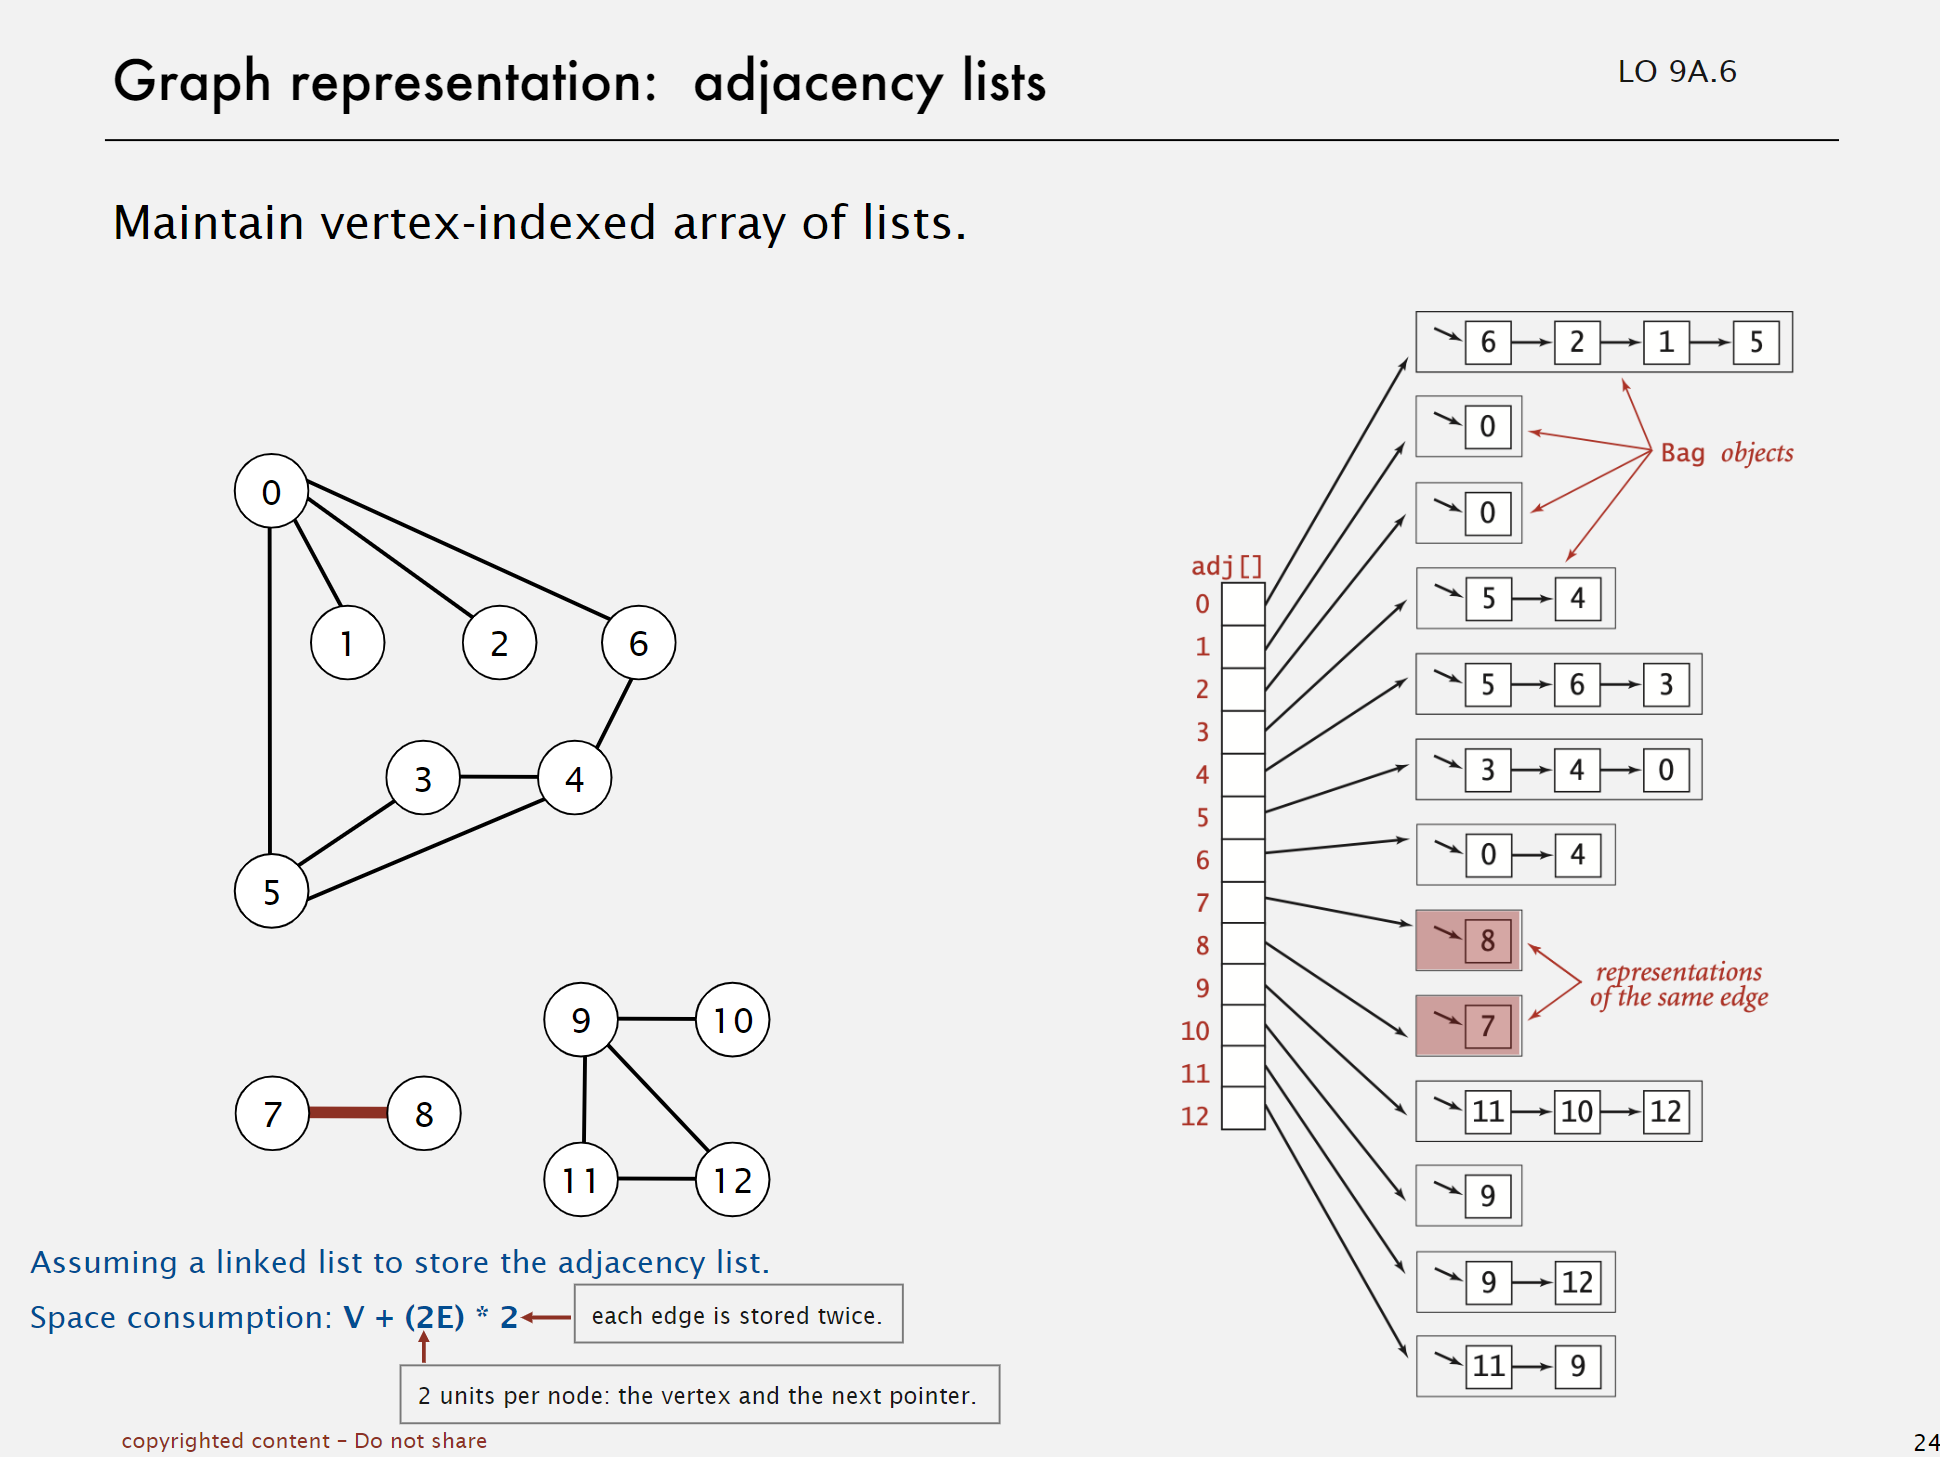 Graph representation:  adjacency lists
LO 9A.6
Maintain vertex-indexed array of lists.
0
1
2
6
3
4
5
9
10
7
8
11
12
adj[]
0
1
2
3
4
5
6
7
8
9
10
11
12
6 2 1 5
0
0
5 4
5 6 3
3 4 0
0 4
8
7
11 10 12
9
9 12
11 9
Bag objects
representations
of the same edge
Assuming a linked list to store the adjacency list.
Space consumption: V + (2E) * 2
each edge is stored twice.
2 units per node: the vertex and the next pointer.
copyrighted content – Do not share
24